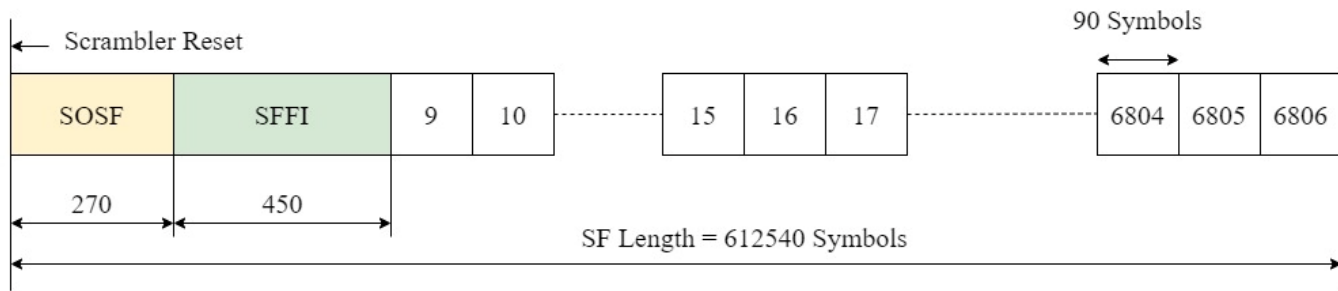 90 Symbols
Scrambler Reset
SOSF SFFI 9 10 15 16 17 6804 6805 6806
270 450
SF Length = 612540 Symbols